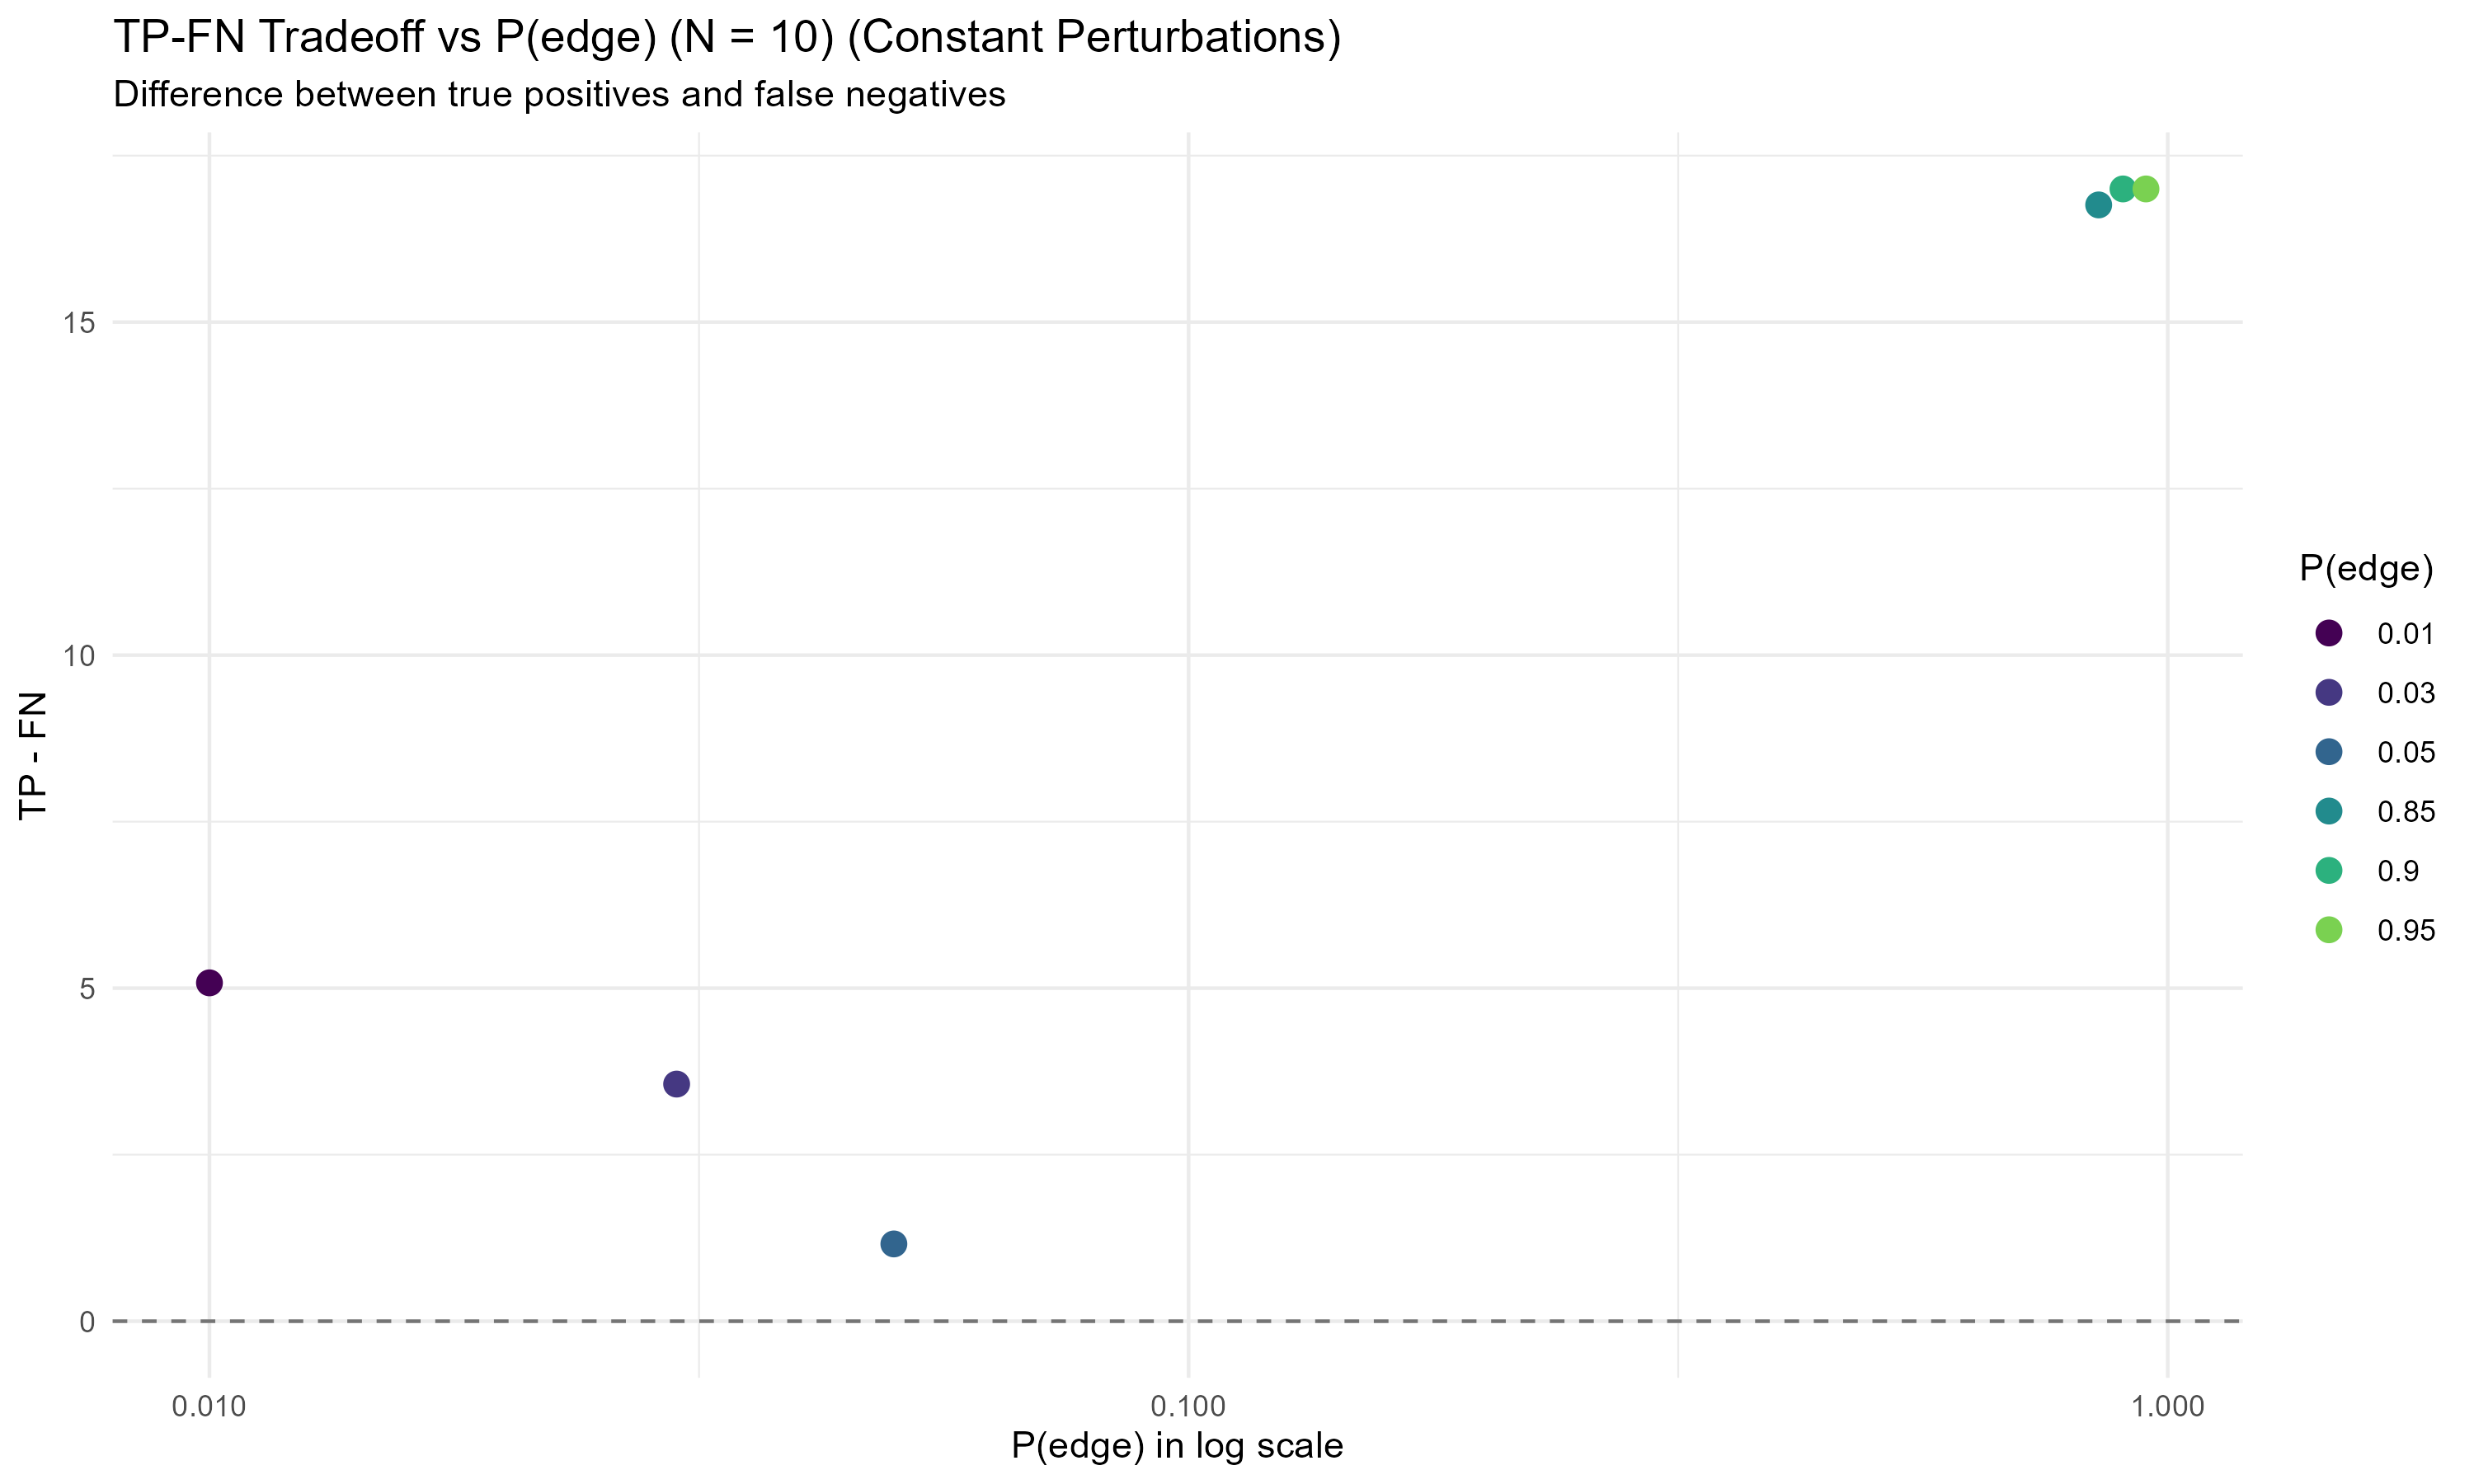 TP-FN Tradeoff vs P(edge) (N = 10) (Constant Perturbations)
Difference between true positives and false negatives
TP - FN
15
10
5
0
0.010
0.100
1.000
P(edge) in log scale
P(edge)
0.01
0.03
0.05
0.85
0.9
0.95